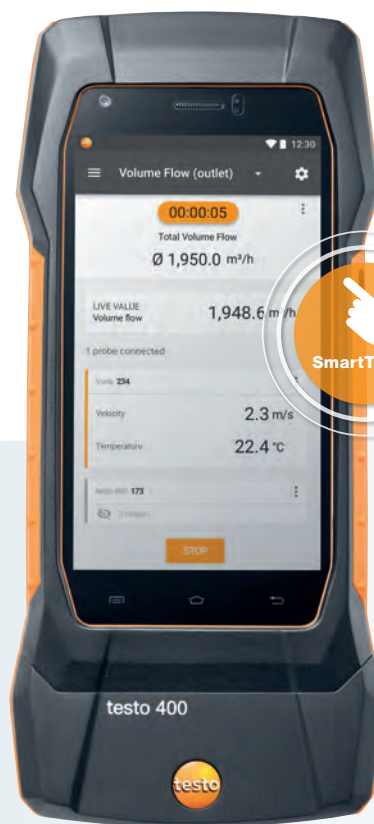 12:30
Volume Flow (outlet)
00:00:05
Total Volume Flow
Ø 1,950.0 m³/h
LIVE VALUE
Volume flow
1,948.6 m³/h
SmartT
1 probe connected
Vane 234
Velocity
2.3 m/s
Temperature
22.4 °C
testo 400 173
STOP
testo 400
testo